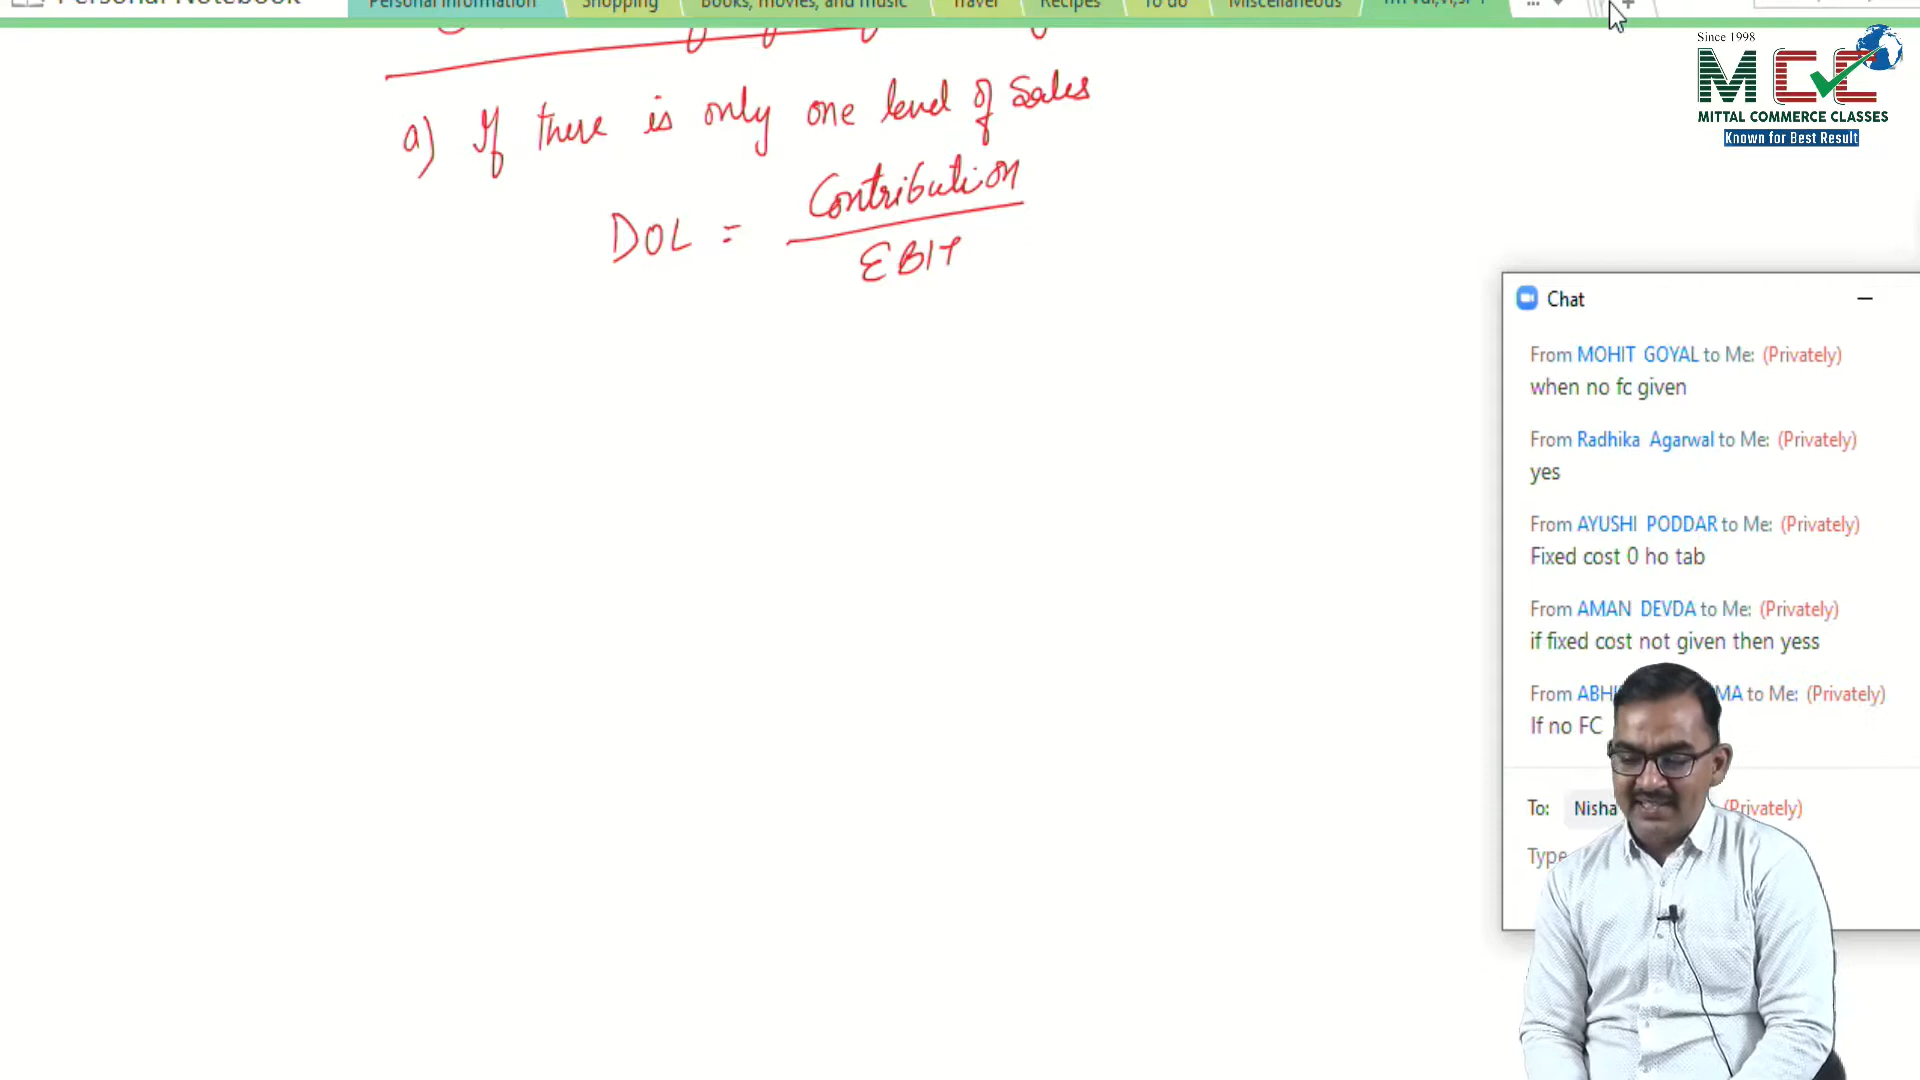 Personal Notebook
Personal Information
Shopping
Books, movies, and music
Travel
Recipes
To do
Miscellaneous
Since 1998
MCC
MITTAL COMMERCE CLASSES
Known for Best Result
a) If there is only one level of Sales
DOL = Contribution
EBIT
Chat
From MOHIT GOYAL to Me: (Privately)
when no fc given
From Radhika Agarwal to Me: (Privately)
yes
From AYUSHI PODDAR to Me: (Privately)
Fixed cost 0 ho tab
From AMAN DEVDA to Me: (Privately)
if fixed cost not given then yess
From to Me: (Privately)
If no FC
To: Nisha (Privately)
Type